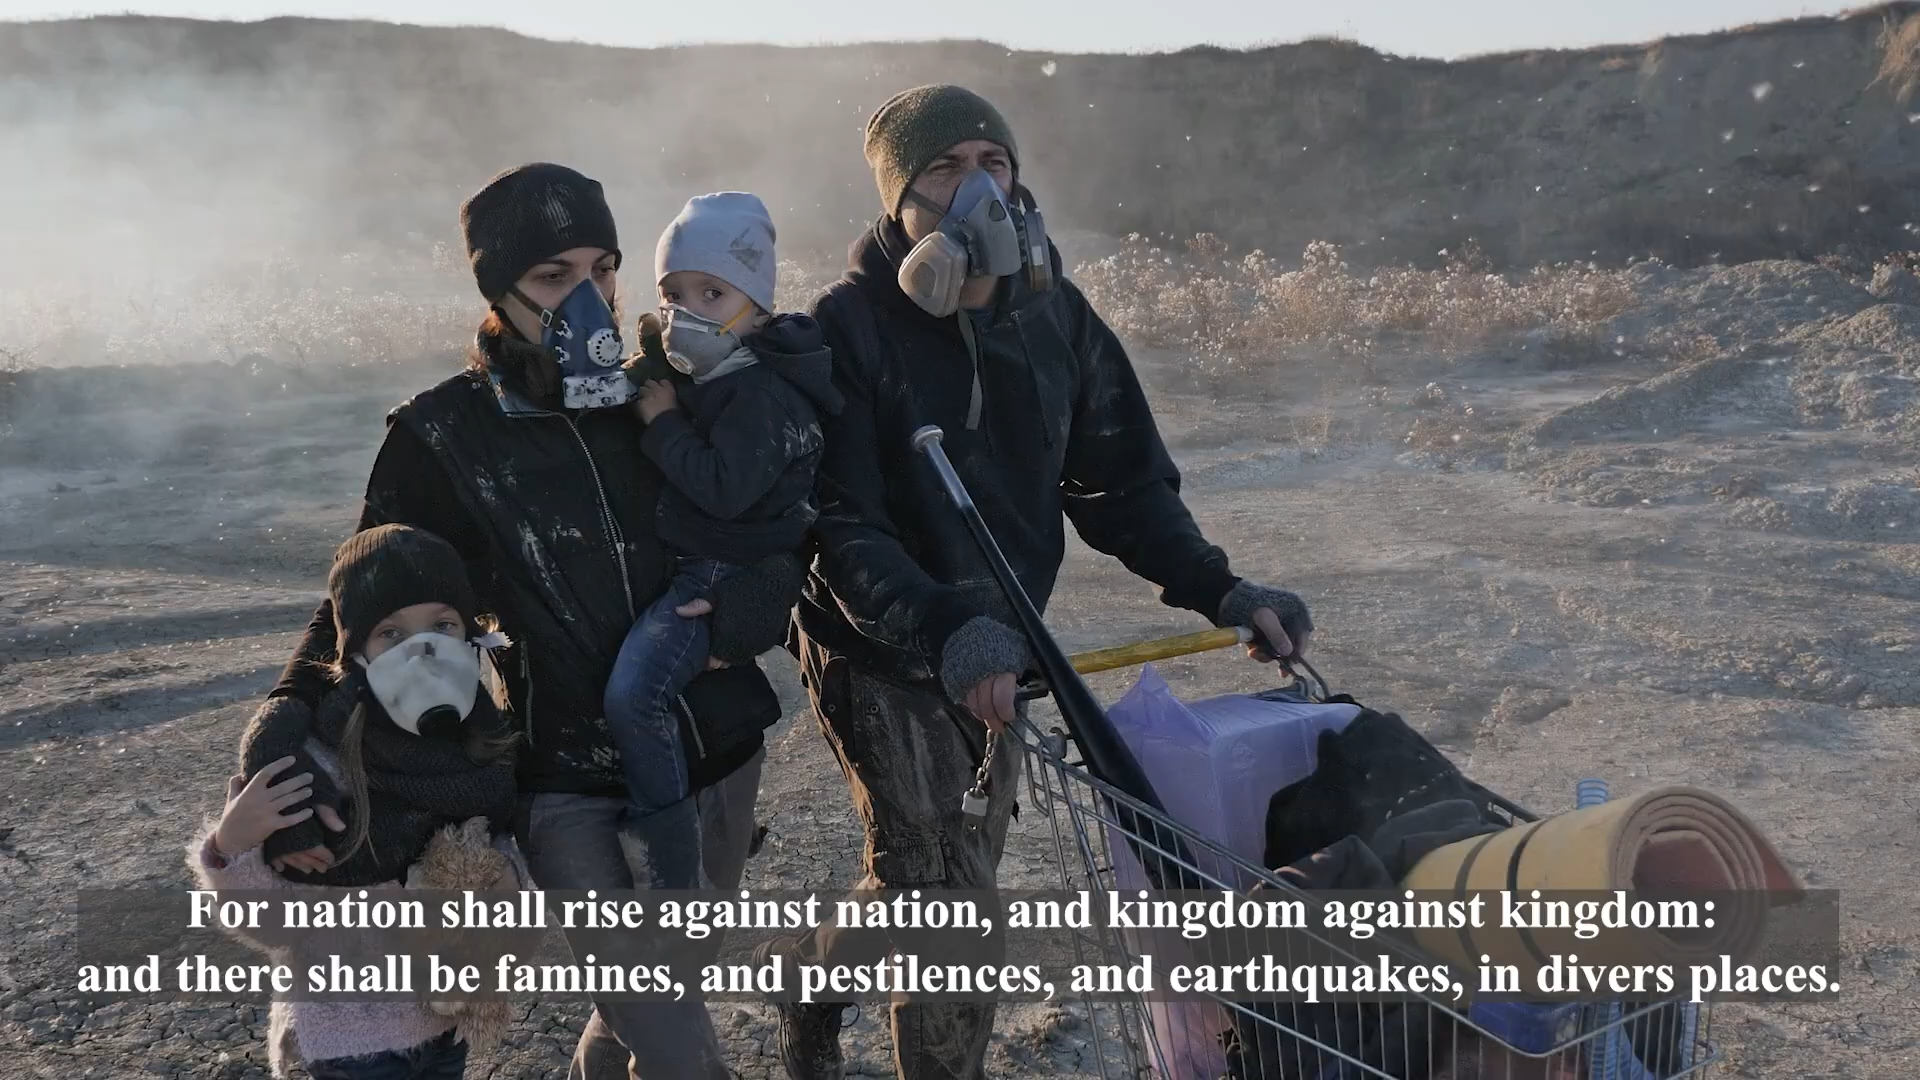 For nation shall rise against nation, and kingdom against kingdom:
and there shall be famines, and pestilences, and earthquakes, in divers places.